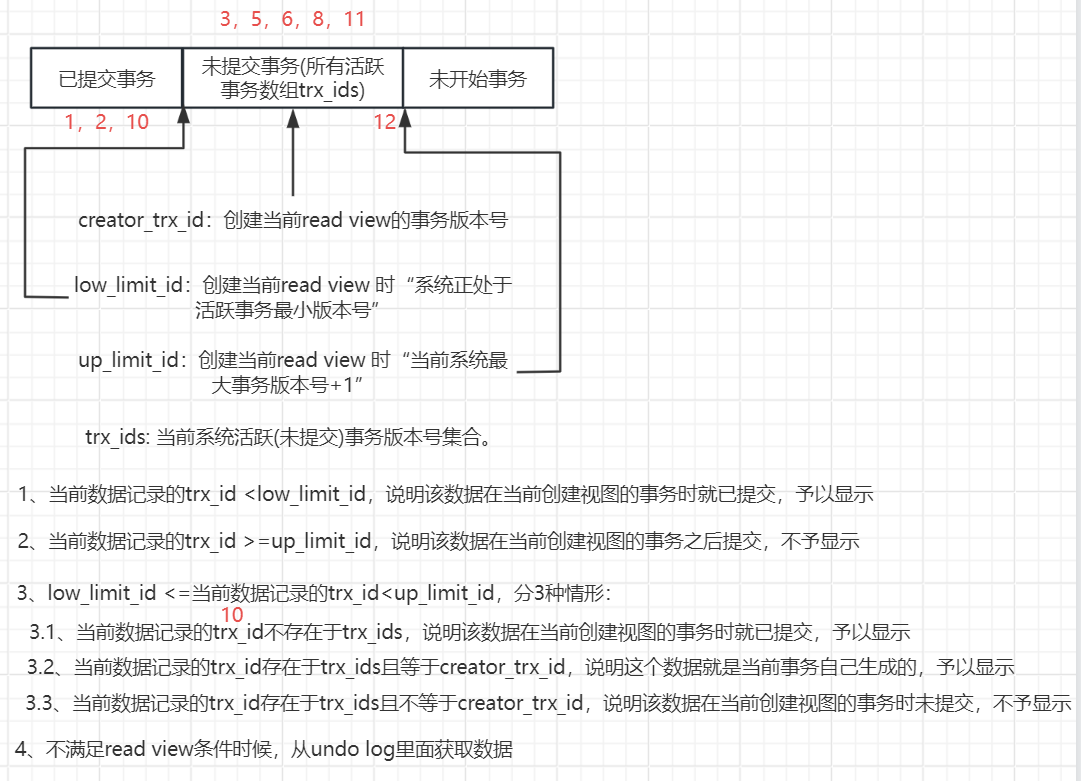 3，5，6，8，11
已提交事务
未提交事务(所有活跃
事务数组trx_ids)
未开始事务
1，2，10
12
creator_trx_id：创建当前read view的事务版本号
low_limit_id：创建当前read view 时“系统正处于
活跃事务最小版本号”
up_limit_id：创建当前read view 时“当前系统最
大事务版本号+1”
trx_ids: 当前系统活跃(未提交)事务版本号集合。
1、当前数据记录的trx_id <low_limit_id，说明该数据在当前创建视图的事务时就已提交，予以显示
2、当前数据记录的trx_id >=up_limit_id，说明该数据在当前创建视图的事务之后提交，不予显示
3、low_limit_id <=当前数据记录的trx_id<up_limit_id，分3种情形：
10
3.1、当前数据记录的trx_id不存在于trx_ids，说明该数据在当前创建视图的事务时就已提交，予以显示
3.2、当前数据记录的trx_id存在于trx_ids且等于creator_trx_id，说明这个数据就是当前事务自己生成的，予以显示
3.3、当前数据记录的trx_id存在于trx_ids且不等于creator_trx_id，说明该数据在当前创建视图的事务时未提交，不予显示
4、不满足read view条件时候，从undo log里面获取数据